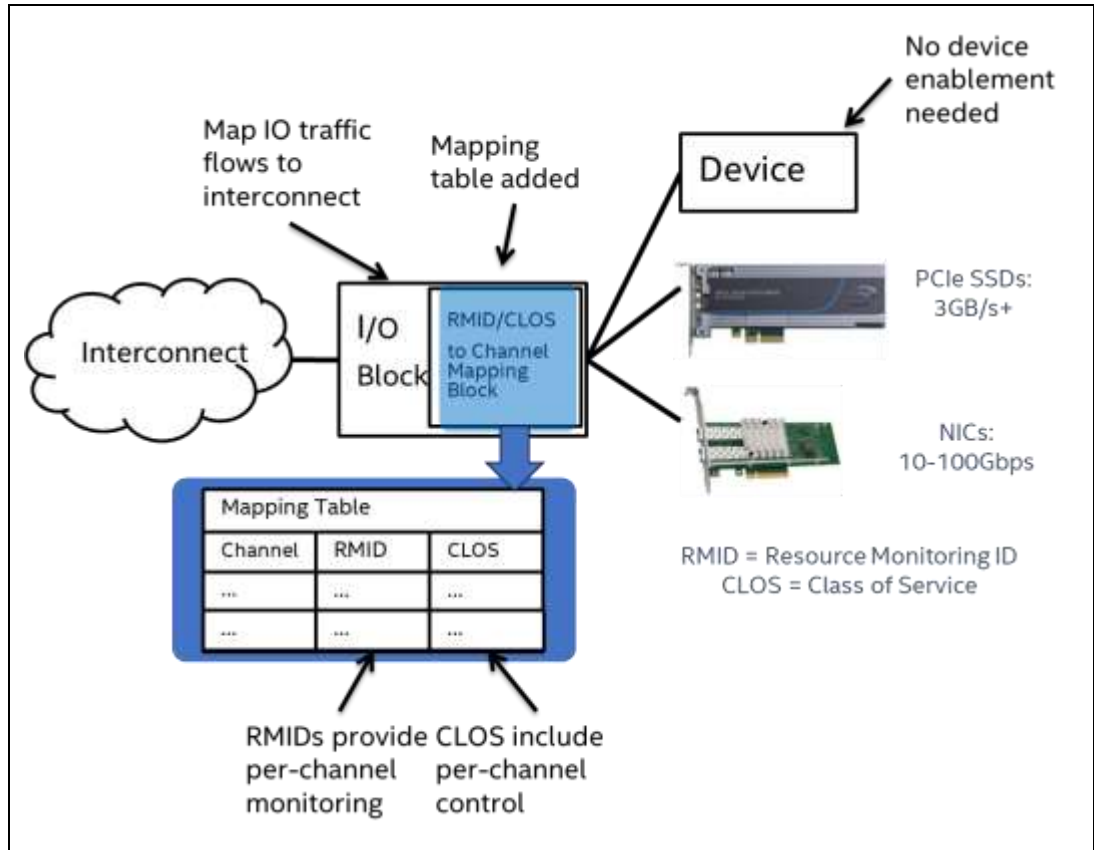 No device
enablement
needed
Map IO traffic
flows to
interconnect
Mapping
table added
Device
Interconnect
I/O
Block
RMID/CLOS
to Channel
Mapping
Block
PCIe SSDs:
3GB/s+
NICs:
10-100Gbps
Mapping Table
Channel RMID CLOS
... ... ...
... ... ...
RMID = Resource Monitoring ID
CLOS = Class of Service
RMIDs provide
per-channel
monitoring
CLOS include
per-channel
control